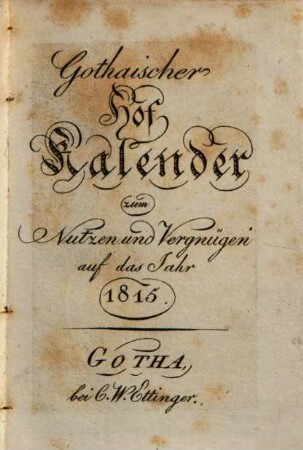 Gothaischer
Hof
Kalender
zum
Nutzen und Vergnügen
auf das Jahr
1815.
GOTHA,
bei C. W. Ettinger.